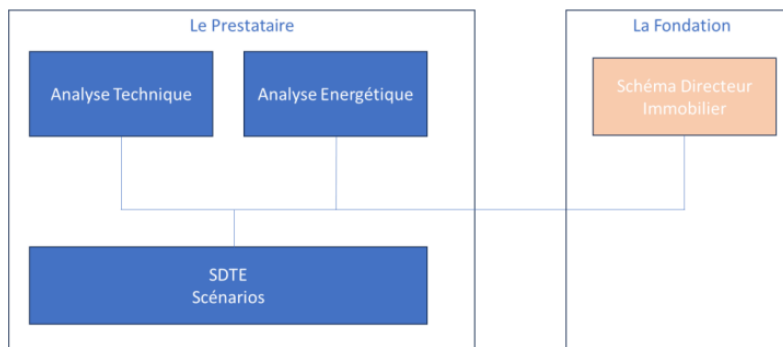 Le Prestataire
La Fondation
Analyse Technique
Analyse Energétique
Schéma Directeur
Immobilier
SDTE
Scénarios